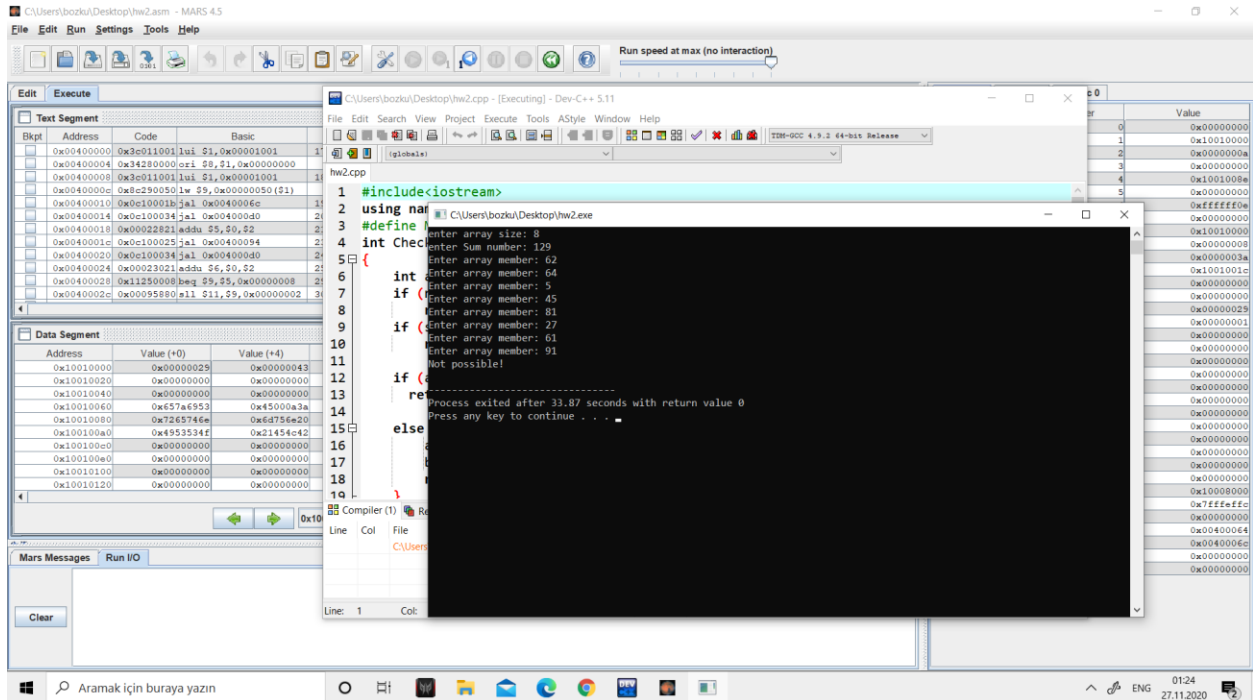 C:\Users\bozku\Desktop\hw2.asm - MARS 4.5
File Edit Run Settings Tools Help
Run speed at max (no interaction)
Edit Execute
Text Segment
Bkpt Address Code Basic
0x00400000 0x3c011001 lui $1,0x00001001
0x00400004 0x34280000 ori $8,$1,0x00000000
0x00400008 0x3c011001 lui $1,0x00001001
0x0040000c 0x8c290050 lw $9,0x00000050($1)
0x00400010 0x0c10001b jal 0x0040006c
0x00400014 0x0c100034 jal 0x004000d0
0x00400018 0x00022821 addu $5,$0,$2
0x0040001c 0x0c100025 jal 0x00400094
0x00400020 0x0c100034 jal 0x004000d0
0x00400024 0x00023021 addu $6,$0,$2
0x00400028 0x11250008 beq $9,$5,0x00000008
0x0040002c 0x00095880 sll $11,$9,0x00000002
Data Segment
Address Value (+0) Value (+4)
0x10010000 0x00000029 0x00000043
0x10010020 0x00000000 0x00000000
0x10010040 0x00000000 0x00000000
0x10010060 0x657a6953 0x45000a3a
0x10010080 0x7265746e 0x6d756e20
0x100100a0 0x4953534f 0x21454c42
0x100100c0 0x00000000 0x00000000
0x100100e0 0x00000000 0x00000000
0x10010100 0x00000000 0x00000000
0x10010120 0x00000000 0x00000000
0x10
Mars Messages Run I/O
Clear
C:\Users\bozku\Desktop\hw2.cpp - [Executing] - Dev-C++ 5.11
File Edit Search View Project Execute Tools AStyle Window Help
TDM-GCC 4.9.2 64-bit Release
(globals)
hw2.cpp
1 #include<iostream>
2 using nam
3 #define
4 int Chec
5 {
6 int
7 if (
8
9 if (
10
11
12 if (
13 re
14
15 else
16
17
18
19 }
Compiler (1) Re
Line Col File
C:\Users
Line: 1 Col:
C:\Users\bozku\Desktop\hw2.exe
enter array size: 8
enter Sum number: 129
Enter array member: 62
Enter array member: 64
Enter array member: 5
Enter array member: 45
Enter array member: 81
Enter array member: 27
Enter array member: 61
Enter array member: 91
Not possible!
--------------------------------
Process exited after 33.87 seconds with return value 0
Press any key to continue . . .
c 0
er Value
0 0x00000000
1 0x10010000
2 0x0000000a
3 0x00000000
4 0x1001008e
5 0x00000000
0xffffff0e
0x00000000
0x10010000
0x00000008
0x0000003a
0x1001001c
0x00000000
0x00000000
0x00000029
0x00000001
0x00000000
0x00000000
0x00000000
0x00000000
0x00000000
0x00000000
0x00000000
0x00000000
0x00000000
0x00000000
0x00000000
0x00000000
0x10008000
0x7fffeffc
0x00000000
0x00400064
0x0040006c
0x00000000
0x00000000
Aramak için buraya yazın
ENG
01:24
27.11.2020